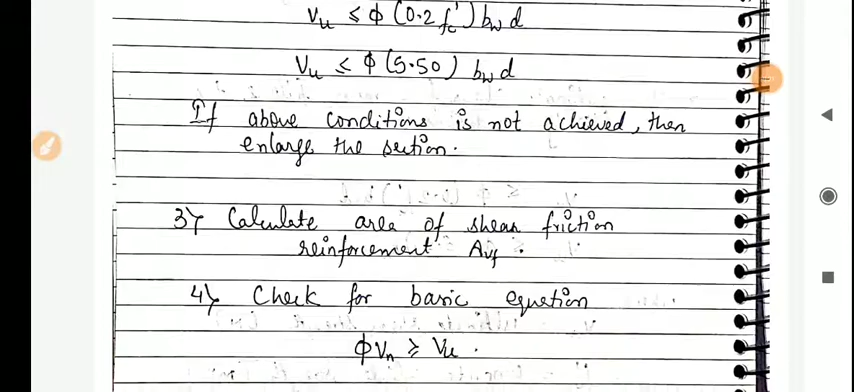 Vu ≤ ϕ (0.2 fc') bw d
Vu ≤ ϕ (5.50) bw d
If above conditions is not achieved, then
enlarge the section.
3) Calculate area of shear friction
reinforcement Avf .
4) Check for basic equetion
ϕVn ≥ Vu .